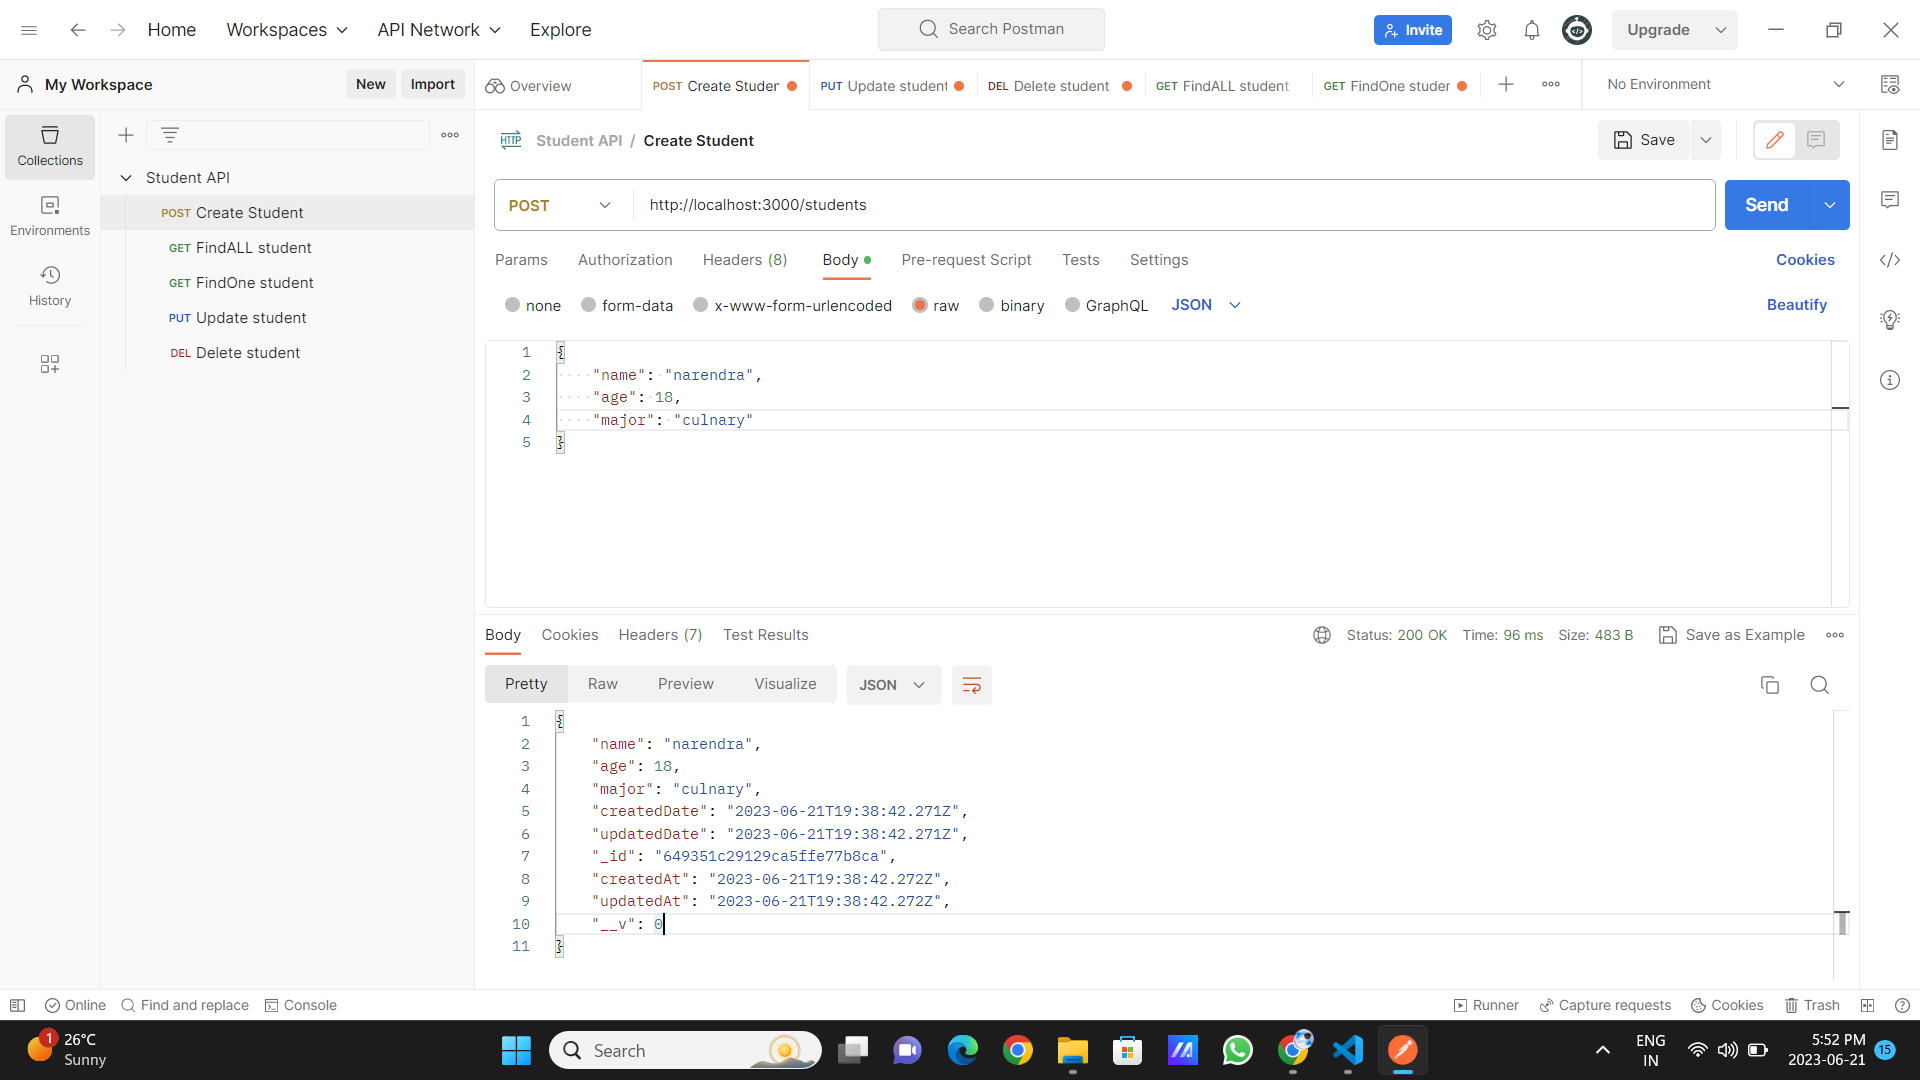 Home Workspaces API Network Explore Search Postman Invite Upgrade
My Workspace New Import Overview POST Create Studen PUT Update student DEL Delete student GET FindALL student GET FindOne studen No Environment
Collections
Environments
History
Student API
POST Create Student
GET FindALL student
GET FindOne student
PUT Update student
DEL Delete student
HTTP Student API / Create Student Save
POST http://localhost:3000/students Send
Params Authorization Headers (8) Body Pre-request Script Tests Settings Cookies
none form-data x-www-form-urlencoded raw binary GraphQL JSON Beautify
1 {
2 "name": "narendra",
3 "age": 18,
4 "major": "culnary"
5 }
Body Cookies Headers (7) Test Results Status: 200 OK Time: 96 ms Size: 483 B Save as Example
Pretty Raw Preview Visualize JSON
1 {
2 "name": "narendra",
3 "age": 18,
4 "major": "culnary",
5 "createdDate": "2023-06-21T19:38:42.271Z",
6 "updatedDate": "2023-06-21T19:38:42.271Z",
7 "_id": "649351c29129ca5ffe77b8ca",
8 "createdAt": "2023-06-21T19:38:42.272Z",
9 "updatedAt": "2023-06-21T19:38:42.272Z",
10 "__v": 0
11 }
Online Find and replace Console Runner Capture requests Cookies Trash
1 26°C
Sunny
Search
ENG
IN
5:52 PM
2023-06-21
15